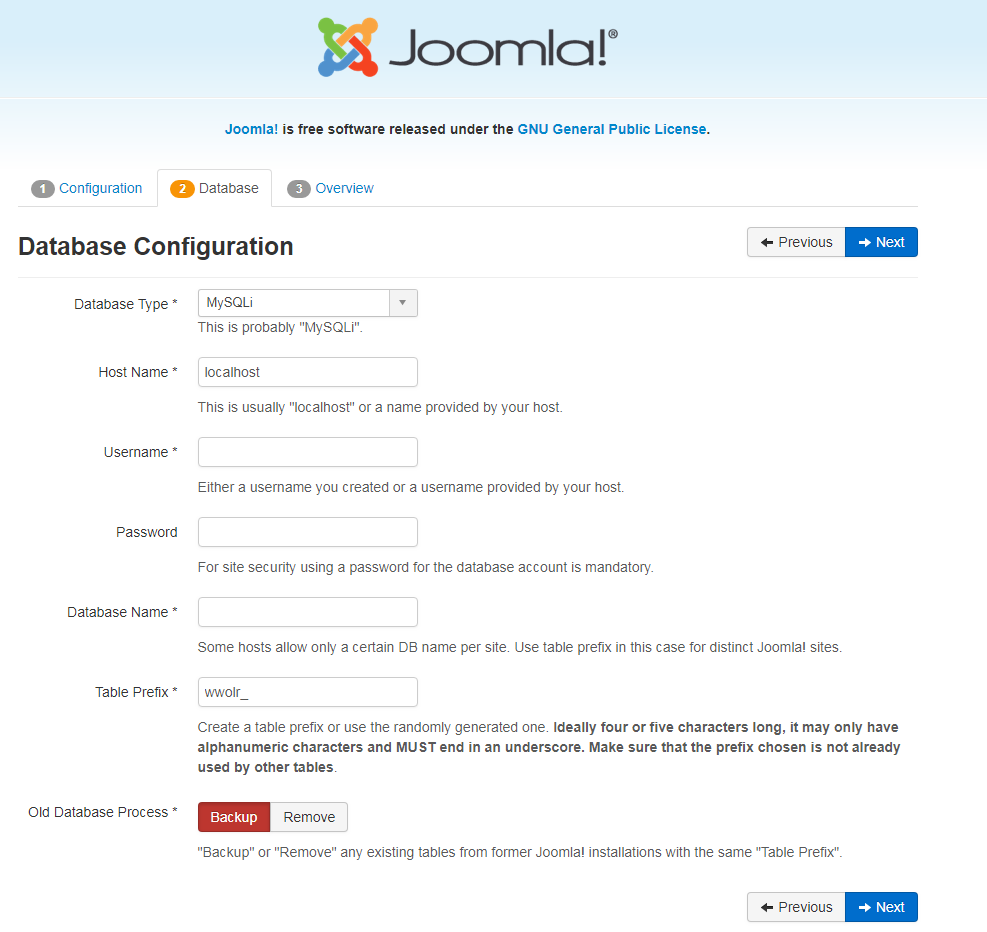 Joomla!®
Joomla! is free software released under the GNU General Public License.
1 Configuration
2 Database
3 Overview
Database Configuration
Previous
Next
Database Type *
MySQLi
This is probably "MySQLi".
Host Name *
localhost
This is usually "localhost" or a name provided by your host.
Username *
Either a username you created or a username provided by your host.
Password
For site security using a password for the database account is mandatory.
Database Name *
Some hosts allow only a certain DB name per site. Use table prefix in this case for distinct Joomla! sites.
Table Prefix *
wwolr_
Create a table prefix or use the randomly generated one. Ideally four or five characters long, it may only have
alphanumeric characters and MUST end in an underscore. Make sure that the prefix chosen is not already
used by other tables.
Old Database Process *
Backup
Remove
"Backup" or "Remove" any existing tables from former Joomla! installations with the same "Table Prefix".
Previous
Next